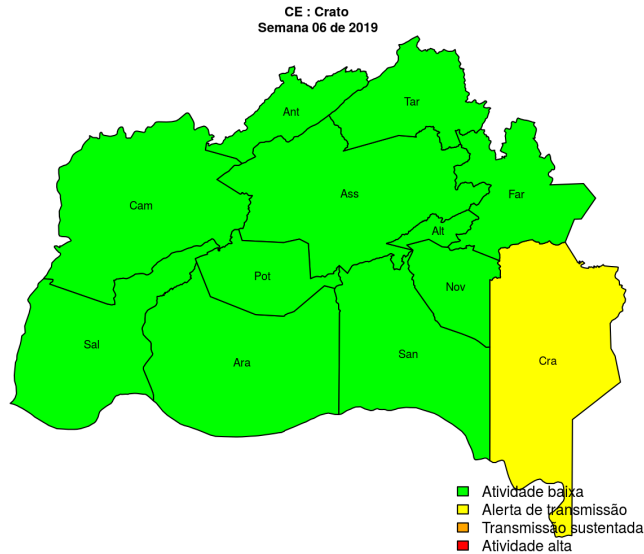 CE : Crato
Semana 06 de 2019
Tar
Ant
Ass
Far
Cam
Alt
Pot
Nov
Sal
San
Ara
Cra
Atividade baixa
Alerta de transmissão
Transmissão sustentada
Atividade alta